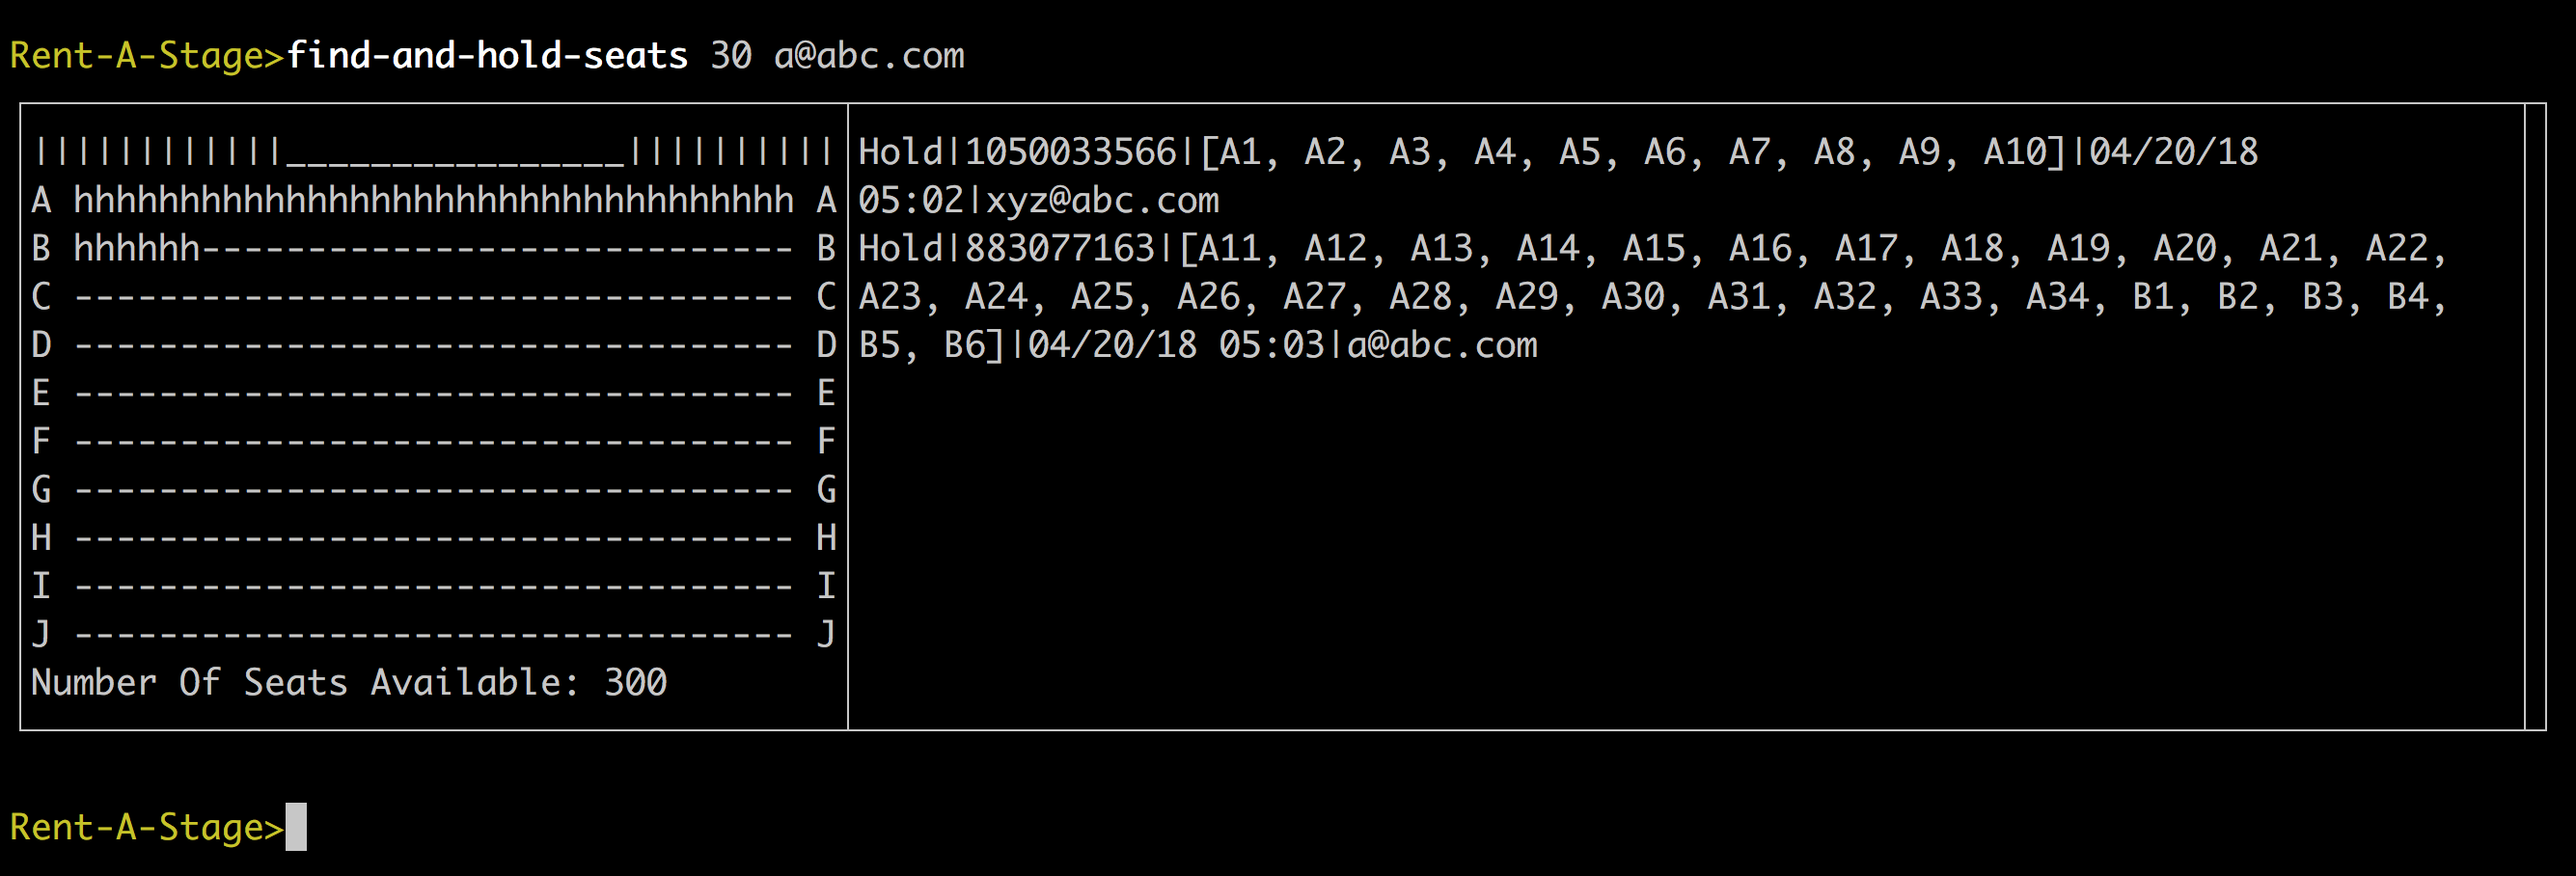 Rent-A-Stage>find-and-hold-seats 30 a@abc.com
||||||||||||________________||||||||||
A hhhhhhhhhhhhhhhhhhhhhhhhhhhhhhhhhh A
B hhhhhh---------------------------- B
C ---------------------------------- C
D ---------------------------------- D
E ---------------------------------- E
F ---------------------------------- F
G ---------------------------------- G
H ---------------------------------- H
I ---------------------------------- I
J ---------------------------------- J
Number Of Seats Available: 300
Hold|1050033566|[A1, A2, A3, A4, A5, A6, A7, A8, A9, A10]|04/20/18
05:02|xyz@abc.com
Hold|883077163|[A11, A12, A13, A14, A15, A16, A17, A18, A19, A20, A21, A22,
A23, A24, A25, A26, A27, A28, A29, A30, A31, A32, A33, A34, B1, B2, B3, B4,
B5, B6]|04/20/18 05:03|a@abc.com
Rent-A-Stage>